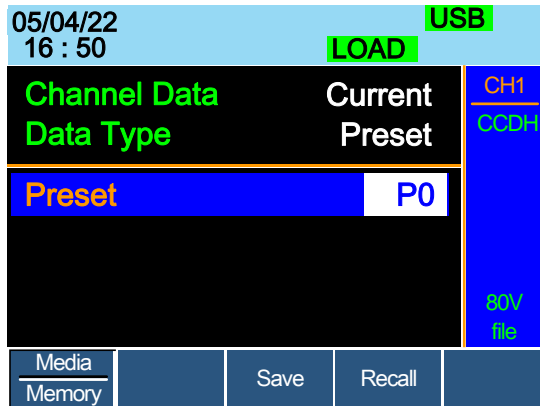 05/04/22 USB
16 : 50 LOAD
Channel Data Current
Data Type Preset
Preset P0
CH1
CCDH
80V
file
Media
Memory
Save
Recall